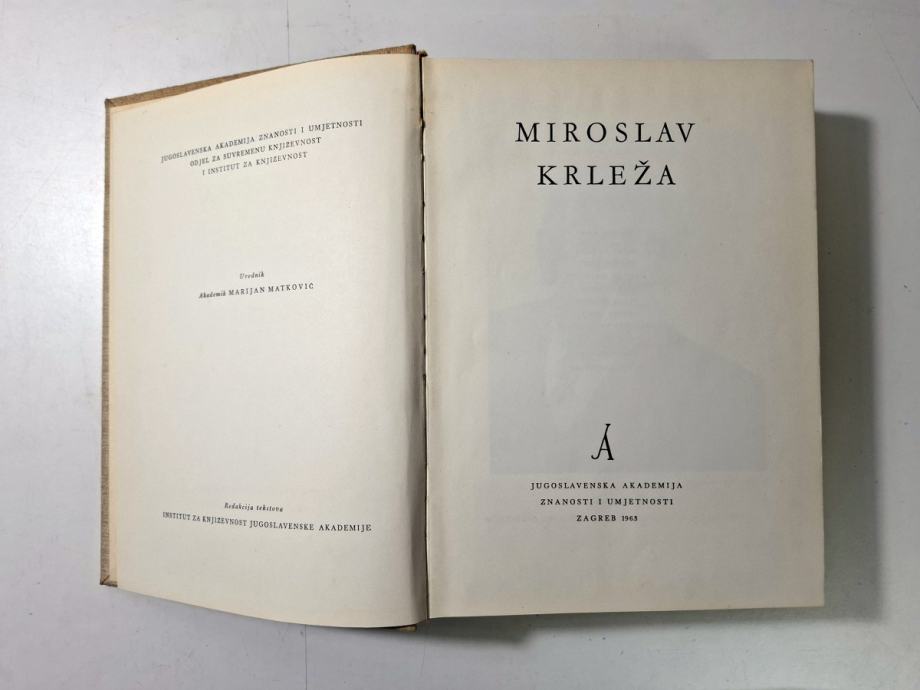 JUGOSLAVENSKA AKADEMIJA ZNANOSTI I UMJETNOSTI
ODJEL ZA SUVREMENU KNJIŽEVNOST
I INSTITUT ZA KNJIŽEVNOST
Urednik
Akademik MARIJAN MATKOVIĆ
Redakcija tekstova
INSTITUT ZA KNJIŽEVNOST JUGOSLAVENSKE AKADEMIJE
MIROSLAV
KRLEŽA
JUGOSLAVENSKA AKADEMIJA
ZNANOSTI I UMJETNOSTI
ZAGREB 1963